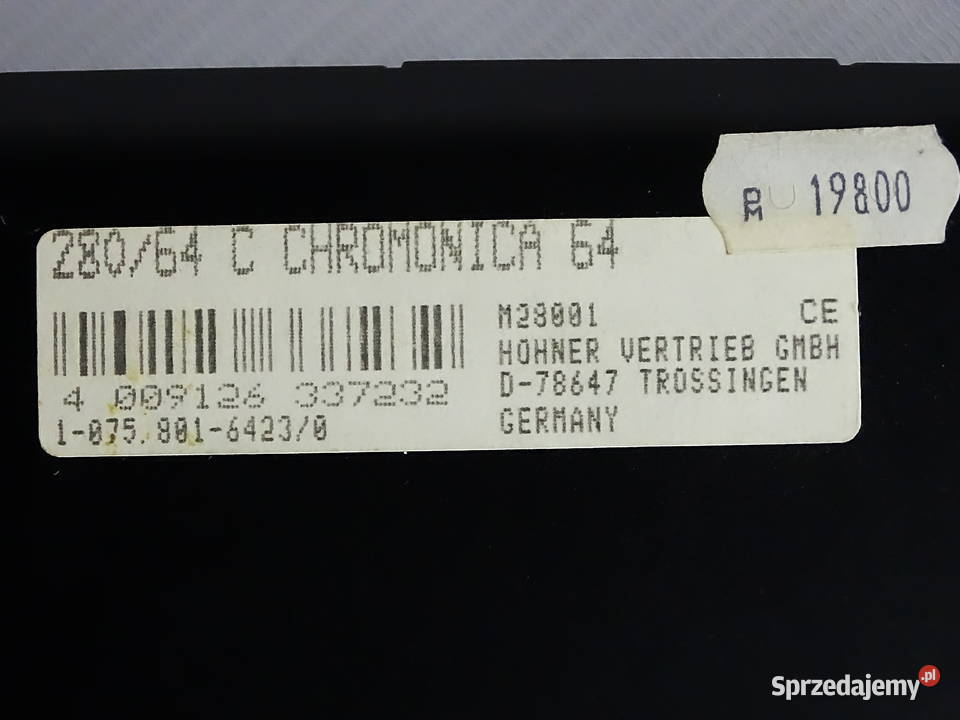 DM 19800
280/64 C CHROMONICA 64
M28001 CE
HOHNER VERTRIEB GMBH
D-78647 TROSSINGEN
GERMANY
4 009126 337232
1-075.801-6423/0
Sprzedajemy.pl